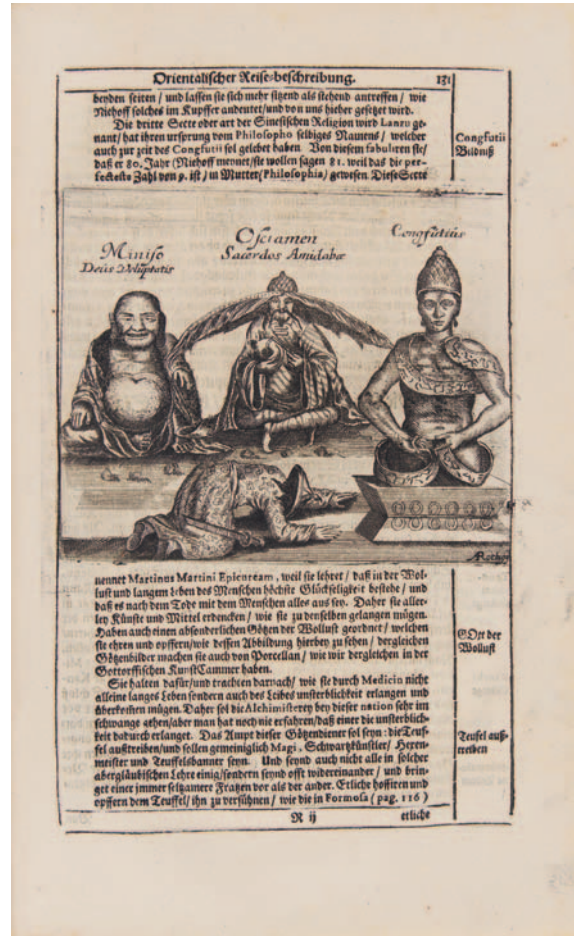 Orientalischer Reise-beschreibung. 131
beyden seiten / und lassen sie sich mehr sitzend als stehend antreffen / wie
Niehoff solches im Kupffer andeutet/und von uns hieher gesetzet wird.
Die dritte Secte oder art der Sinesischen Religion wird Lanzu ge-
nant/hat ihren ursprung vom Philosopho selbiges Namens / welcher
auch zur zeit des Congfutii sol gelebet haben. Von diesem fabuliren sie/
daß er 80. Jahr (Niehoff meynet/sie wollen sagen 81. weil das die per-
fecteste Zahl von 9. ist) in Mutter(Philosophia) gewesen Diese Secte
Congfutii
Bildniß
Miniso
Deus Voluptatis
Osciamen
Sacerdos Amidabæ
Congfutius
ARothg
nennet Martinus Martini Epicuream, weil sie lehret / daß in der Wol-
lust und langem leben des Menschen höchste Glückseligkeit bestehe / und
daß es nach dem Tode mit dem Menschen alles aus sey. Daher sie aller-
ley Künste und Mittel erdencken / wie sie zu denselben gelangen mügen.
Haben auch einen absonderlichen Götzen der Wollust geordnet / welchen
sie ehren und opffern/wie dessen Abbildung hierbey zu sehen / dergleichen
Götzenbilder machen sie auch von Porcellan / wie wir dergleichen in der
Gottorffischen KunstCammer haben.
GOtt der
Wollust
Sie halten dafür/und trachten darnach/ wie sie durch Medicin nicht
alleine langes Leben sondern auch des Leibes unsterbligkeit erlangen und
überkom̃en mügen. Daher sol die Alchimisterey bey dieser nation sehr im
schwange gehen/aber man hat noch nie erfahren/daß einer die unsterblich-
keit dadurch erlanget. Das Ampt dieser Götzendiener sol seyn: die Teuf-
fel außtreiben/und sollen gemeiniglich Magi, Schwartzkünstler/ Hexen-
meister und Teuffelsbanner seyn. Und seynd auch nicht alle in solcher
abergläubischen Lehre einig/sondern seynd offt widereinander / und brin-
get einer immer seltzamere Fratzen vor als der ander. Etliche hoffiren und
opffern dem Teuffel/ ihn zu versühnen / wie die in Formosa (pag. 116)
Teufel auß-
treiben
R ij etliche